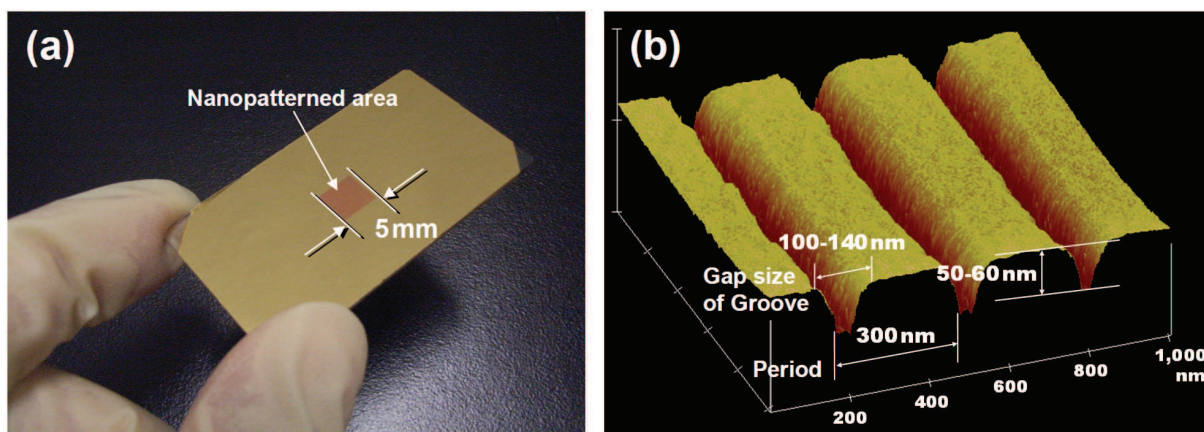 (a)
Nanopatterned area
5mm
(b)
100-140nm
Gap size
of Groove
50-60nm
300nm
Period
200
400
600
800
1,000
nm